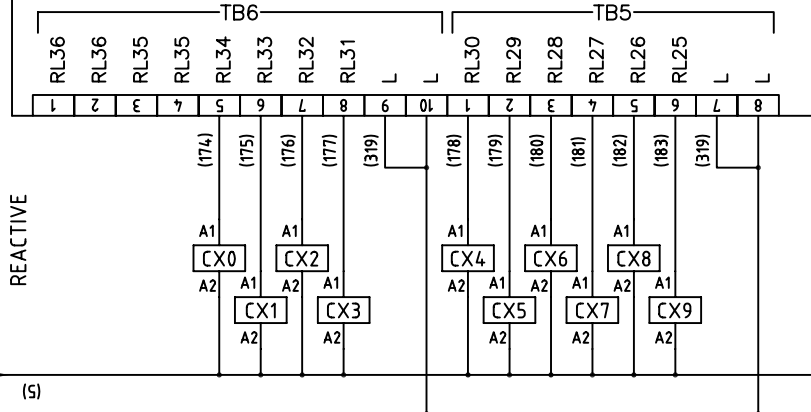 TB6 TB5
RL36 RL36 RL35 RL35 RL34 RL33 RL32 RL31 L L RL30 RL29 RL28 RL27 RL26 RL25 L L
1 2 3 4 5 6 7 8 9 10 1 2 3 4 5 6 7 8
(174) (175) (176) (177) (319) (178) (179) (180) (181) (182) (183) (319)
REACTIVE
A1 A1 A1 A1 A1
CX0 CX2 CX4 CX6 CX8
A2 A1 A2 A1 A2 A1 A2 A1 A2 A1
CX1 CX3 CX5 CX7 CX9
A2 A2 A2 A2 A2
(5)